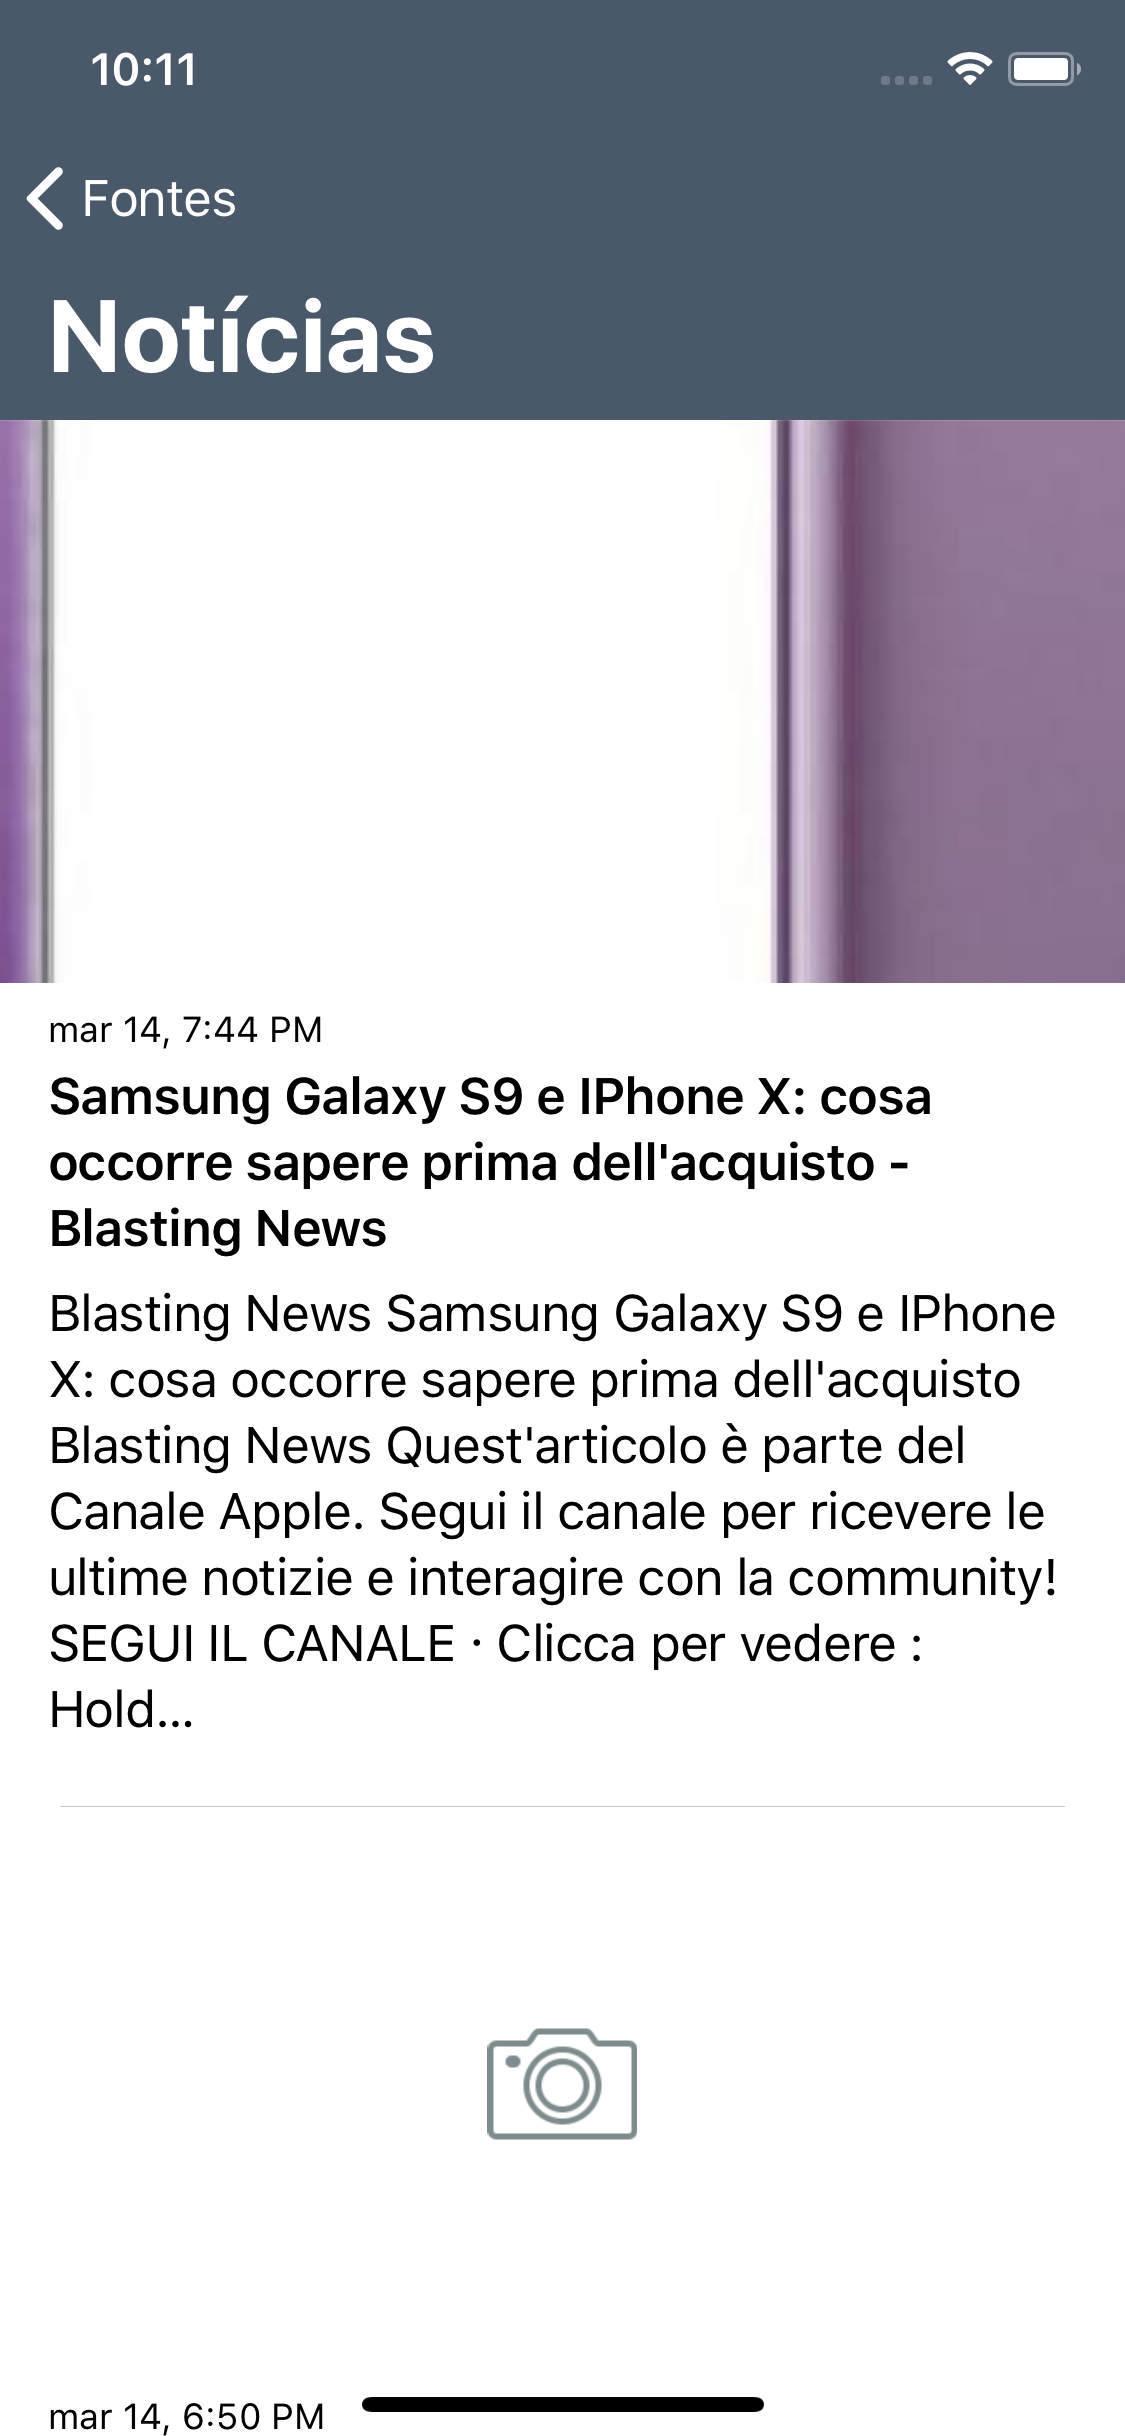 10:11
Fontes
Notícias
mar 14, 7:44 PM
Samsung Galaxy S9 e IPhone X: cosa
occorre sapere prima dell'acquisto -
Blasting News
Blasting News Samsung Galaxy S9 e IPhone
X: cosa occorre sapere prima dell'acquisto
Blasting News Quest'articolo è parte del
Canale Apple. Segui il canale per ricevere le
ultime notizie e interagire con la community!
SEGUI IL CANALE · Clicca per vedere :
Hold...
mar 14, 6:50 PM